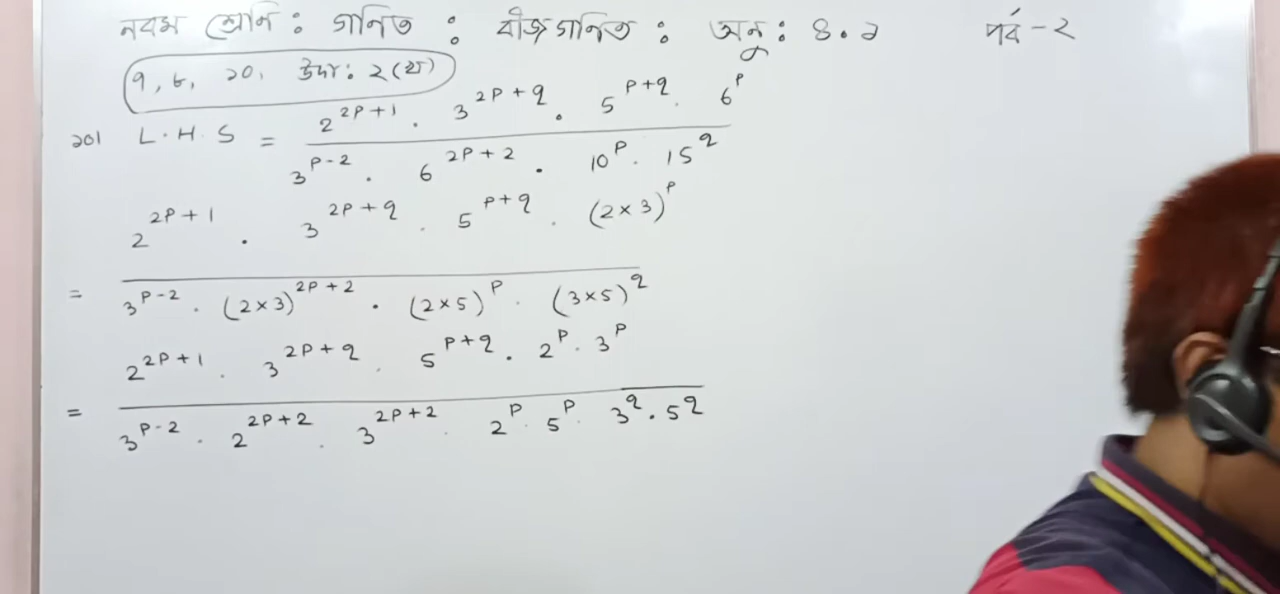 নবম শ্রেনি : গনিত : বীজগনিত : অনু : ৪.১ পর্ব - ২
৭, ৮, ১০, উদা: ২(খ)
১০। L.H.S = 2^{2P+1} . 3^{2P+q} . 5^{P+q} . 6^P
3^{P-2} . 6^{2P+2} . 10^P . 15^q
2^{2P+1} . 3^{2P+q} . 5^{P+q} . (2×3)^P
= 3^{P-2} . (2×3)^{2P+2} . (2×5)^P . (3×5)^q
2^{2P+1} . 3^{2P+q} . 5^{P+q} . 2^P . 3^P
= 3^{P-2} . 2^{2P+2} . 3^{2P+2} . 2^P . 5^P . 3^q . 5^q